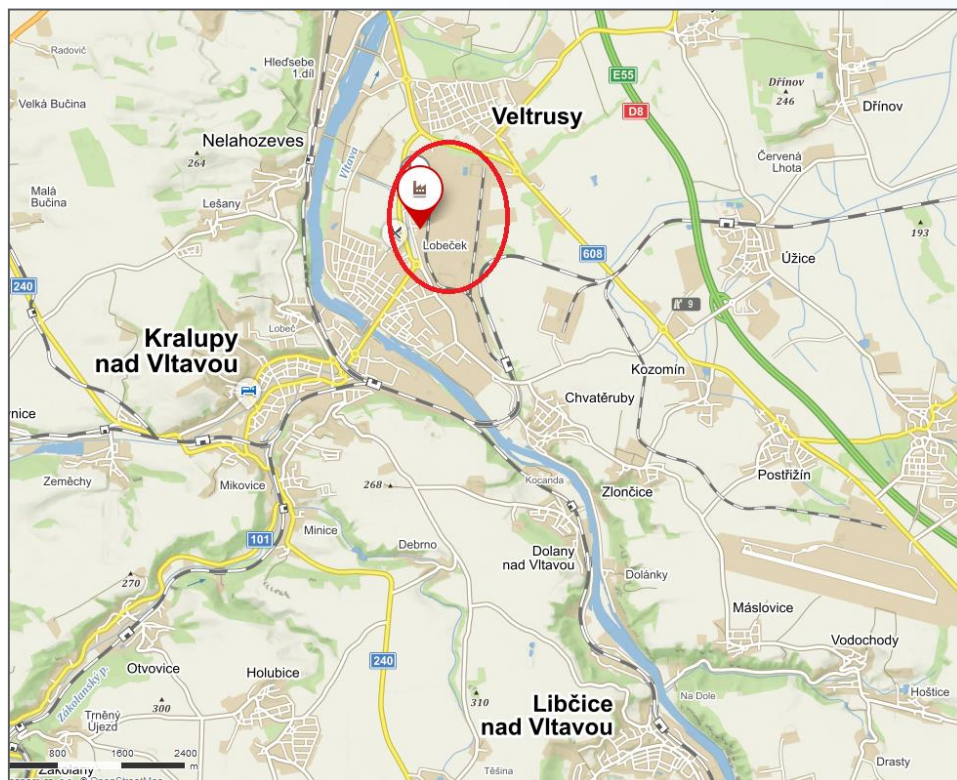 Radovič
Hleďsebe
1.díl
E55
D8
Dřínov
246
Dřínov
Velká Bučina
Veltrusy
Nelahozeves
264
Vltava
Červená
Lhota
Malá
Bučina
Lešany
193
Lobeček
608
Úžice
240
9
Lobeč
Kralupy
nad Vltavou
Kozomín
Chvatěruby
Zeměchy
Mikovice
268
Kocanda
Zlončice
Postřižín
101
Minice
Debrno
Dolany
nad Vltavou
Dolánky
270
Máslovice
Vodochody
Otvovice
Holubice
240
Zákolanský p.
Na Dole
Hoštice
Trněný
Újezd
300
310
Libčice
nad Vltavou
800
1600
2400
m
Zákolany
Těšina
Drasty